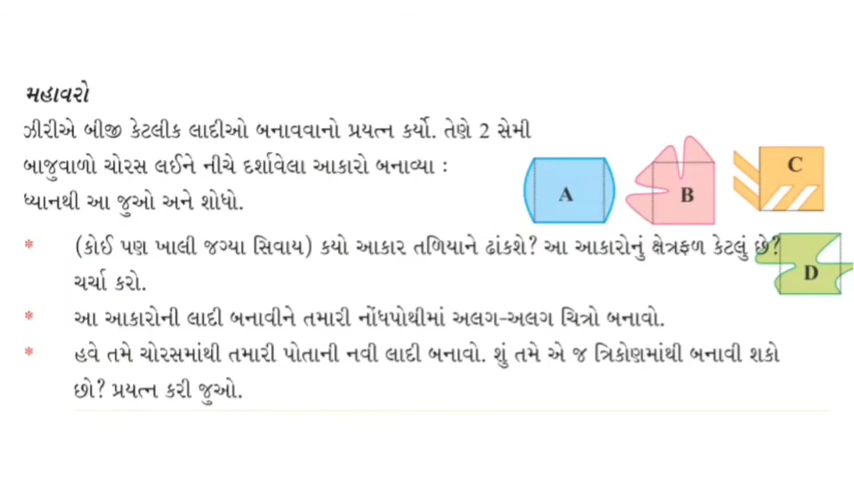 મહાવરો
ઝીરીએ બીજી કેટલીક લાદીઓ બનાવવાનો પ્રયત્ન કર્યો. તેણે 2 સેમી
બાજુવાળો ચોરસ લઈને નીચે દર્શાવેલા આકારો બનાવ્યા :
ધ્યાનથી આ જુઓ અને શોધો.
A
B
C
* (કોઈ પણ ખાલી જગ્યા સિવાય) કયો આકાર તળિયાને ઢાંકશે? આ આકારોનું ક્ષેત્રફળ કેટલું છે?
ચર્ચા કરો.
D
* આ આકારોની લાદી બનાવીને તમારી નોંધપોથીમાં અલગ-અલગ ચિત્રો બનાવો.
* હવે તમે ચોરસમાંથી તમારી પોતાની નવી લાદી બનાવો. શું તમે એ જ ત્રિકોણમાંથી બનાવી શકો
છો? પ્રયત્ન કરી જુઓ.